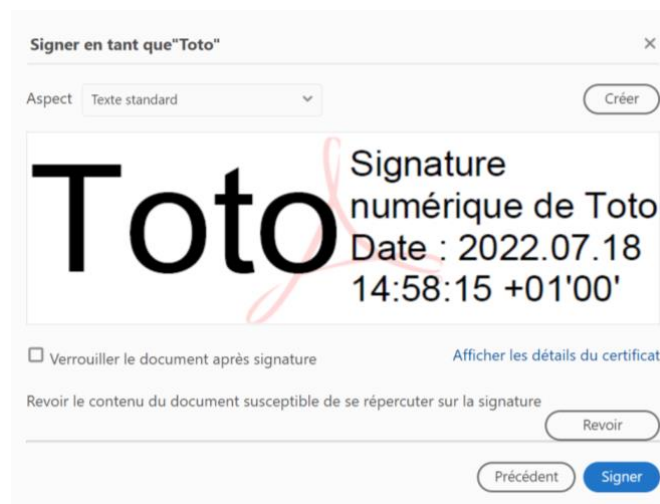 Signer en tant que"Toto"
Aspect Texte standard Créer
Toto
Signature
numérique de Toto
Date : 2022.07.18
14:58:15 +01'00'
Verrouiller le document après signature Afficher les détails du certificat
Revoir le contenu du document susceptible de se répercuter sur la signature
Revoir
Précédent Signer